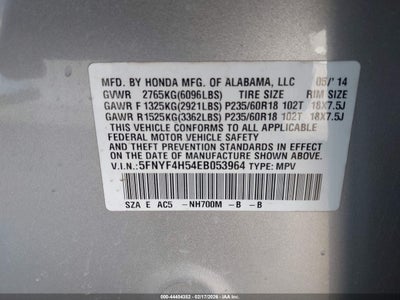 MFD. BY HONDA MFG. OF ALABAMA, LLC 05/'14
GVWR 2765KG(6096LBS) TIRE SIZE RIM SIZE
GAWR F 1325KG(2921LBS) P235/60R18 102T 18X7.5J
GAWR R 1525KG(3362LBS) P235/60R18 102T 18X7.5J
THIS VEHICLE CONFORMS TO ALL APPLICABLE
FEDERAL MOTOR VEHICLE SAFETY STANDARDS
AND THEFT PREVENTION STANDARD IN EFFECT
ON THE DATE OF MANUFACTURE SHOWN ABOVE.
V.I.N.: 5FNYF4H54EB053964 TYPE: MPV
SZA E AC5 -NH700M -B -B
000-44404352 02/17/2026 IAAI.COM